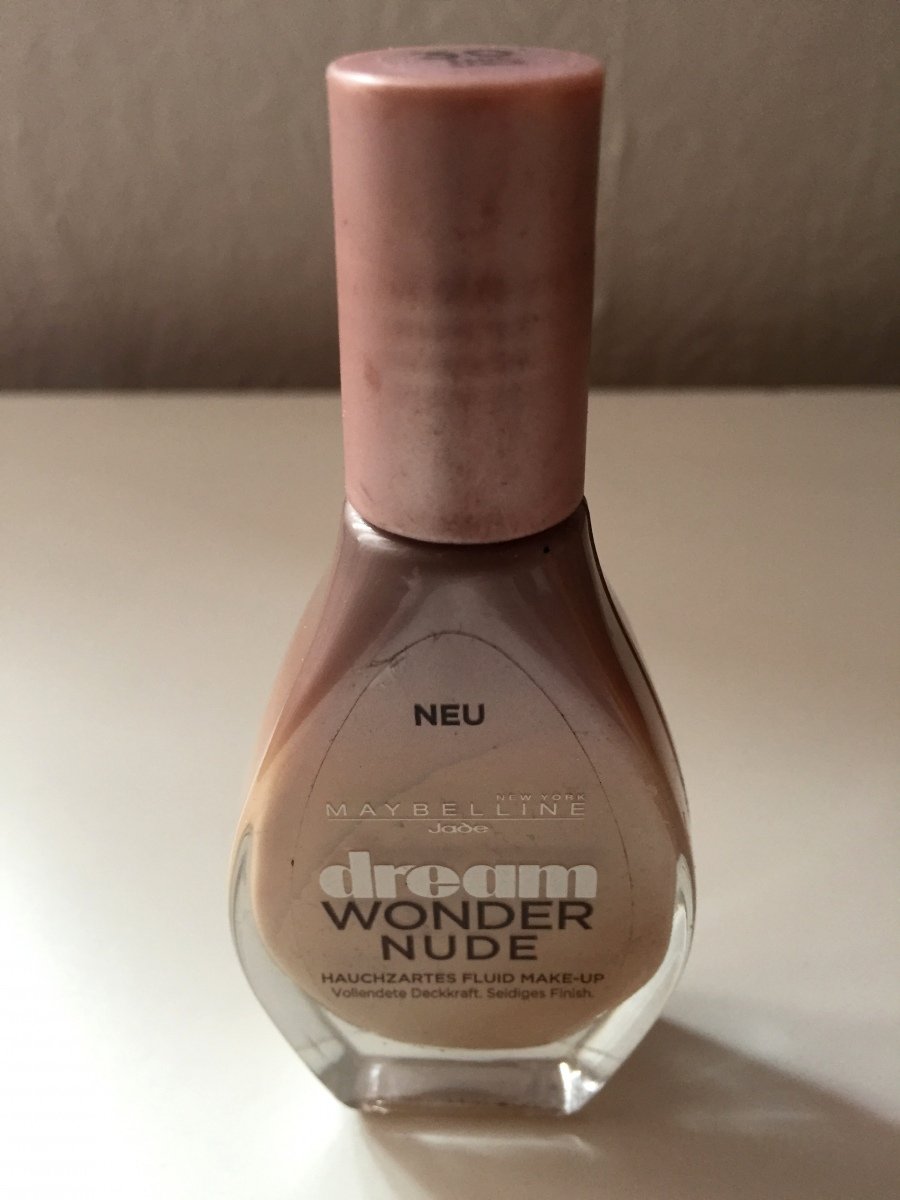 NEU
NEW YORK
MAYBELLINE
Jade
dream
WONDER
NUDE
HAUCHZARTES FLUID MAKE-UP
Vollendete Deckkraft. Seidiges Finish.